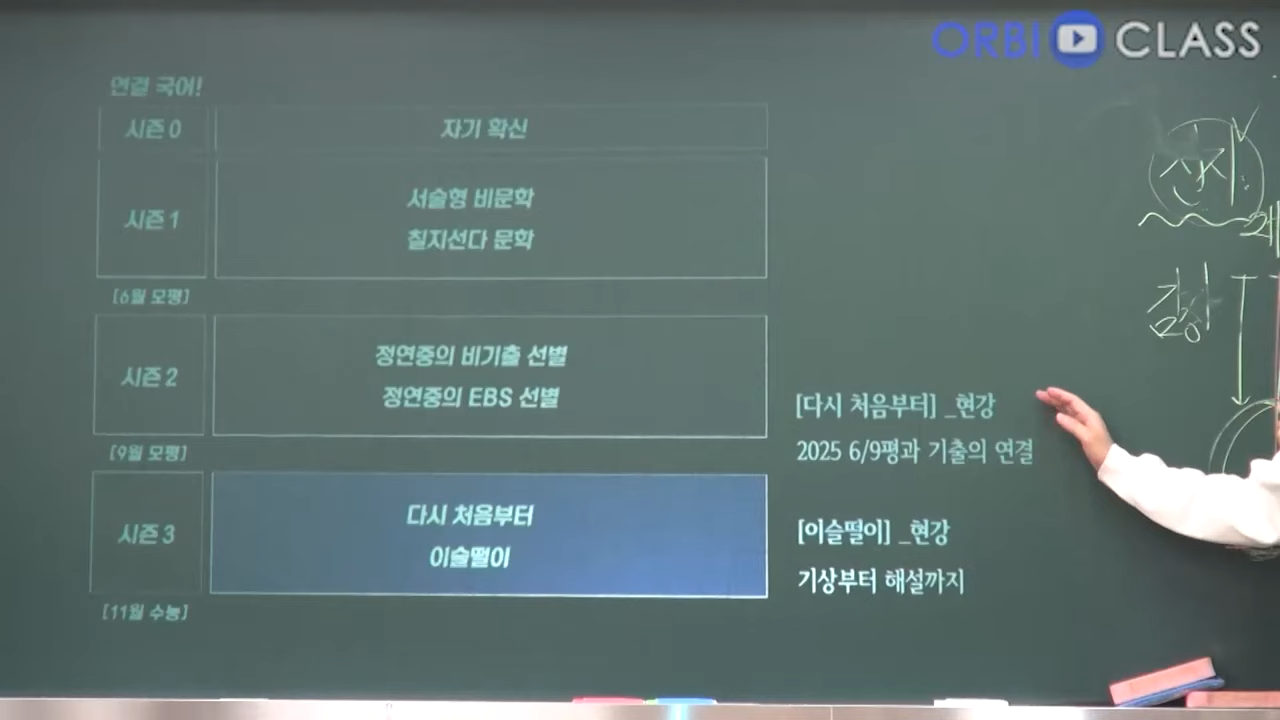 ORBI CLASS
연결 국어!
시즌 0
자기 확신
시즌 1
서술형 비문학
칠지선다 문학
[6월 모평]
시즌 2
정연중의 비기출 선별
정연중의 EBS 선별
[9월 모평]
[다시 처음부터] _현강
2025 6/9평과 기출의 연결
시즌 3
다시 처음부터
이슬떨이
[이슬떨이] _현강
기상부터 해설까지
[11월 수능]
선지